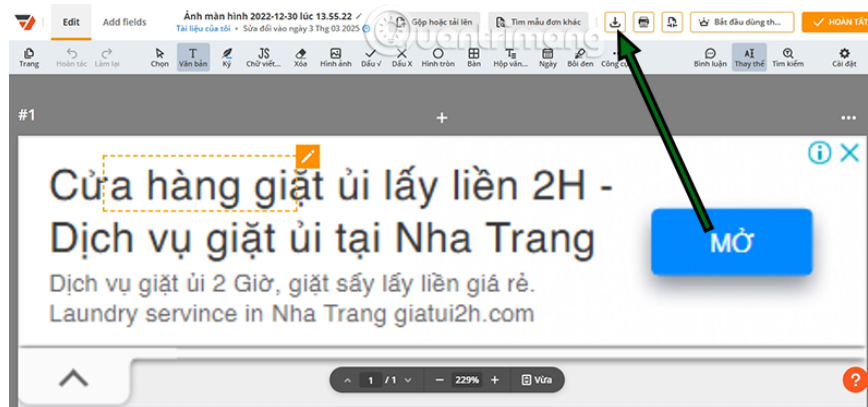 Edit
Add fields
Ảnh màn hình 2022-12-30 lúc 13.55.22
Tài liệu của tôi • Sửa đổi vào ngày 3 Thg 03 2025
Gộp hoặc tải lên
Tìm mẫu đơn khác
Bắt đầu dùng th...
HOÀN TẤT
Quantrimang
Trang
Hoàn tác
Làm lại
Chọn
Văn bản
Ký
Chữ viết...
Xóa
Hình ảnh
Dấu √
Dấu X
Hình tròn
Bàn
Hộp văn...
Ngày
Bôi đen
Công cụ
Bình luận
Thay thế
Tìm kiếm
Cài đặt
#1
Cửa hàng giặt ủi lấy liền 2H -
Dịch vụ giặt ủi tại Nha Trang
MỞ
Dịch vụ giặt ủi 2 Giờ, giặt sấy lấy liền giá rẻ.
Laundry servince in Nha Trang giatui2h.com
1 / 1
229%
Vừa